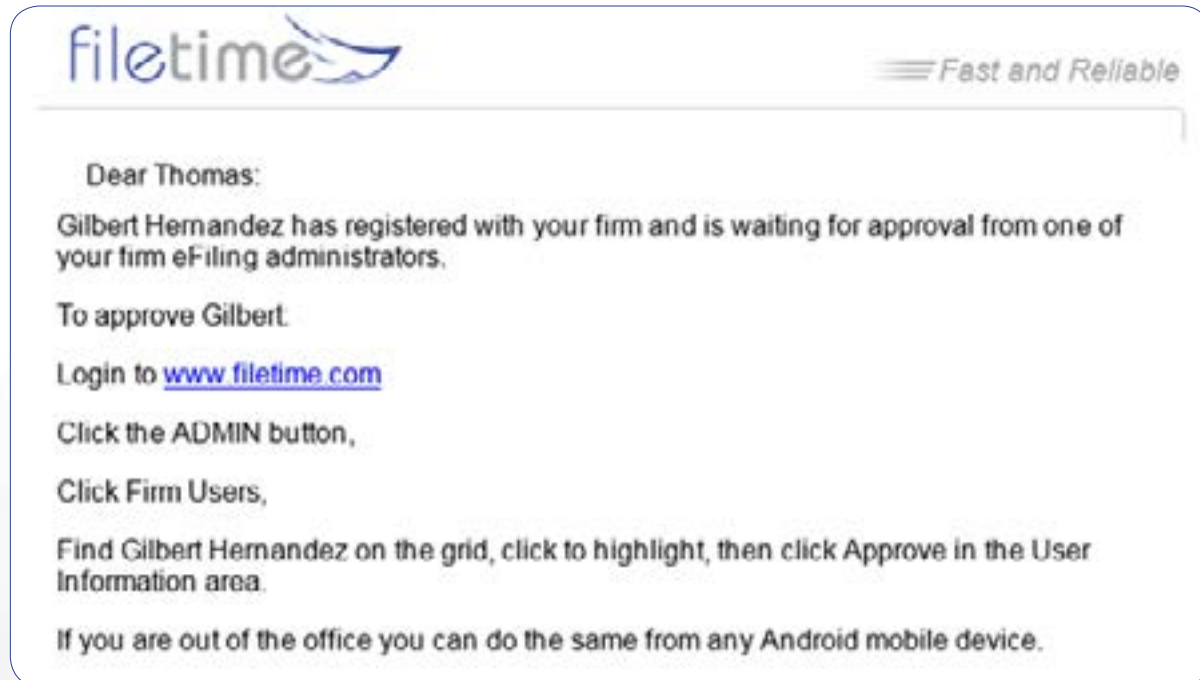 filetime
Fast and Reliable
Dear Thomas:
Gilbert Hernandez has registered with your firm and is waiting for approval from one of
your firm eFiling administrators.
To approve Gilbert:
Login to www.filetime.com
Click the ADMIN button,
Click Firm Users,
Find Gilbert Hernandez on the grid, click to highlight, then click Approve in the User
Information area.
If you are out of the office you can do the same from any Android mobile device.